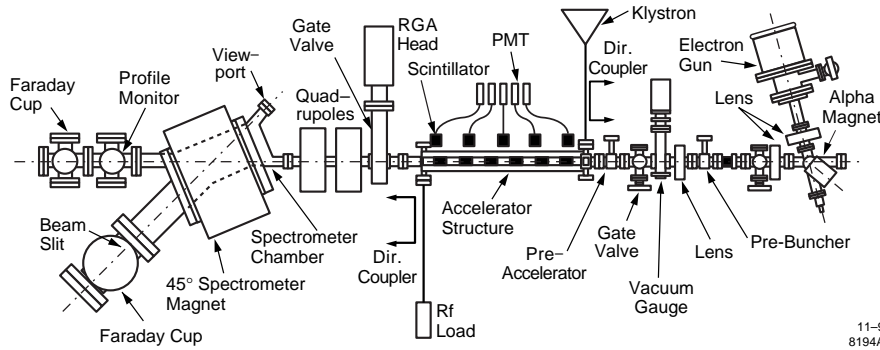 Klystron
RGA
Head
Gate
Valve
View–
port
PMT
Dir.
Coupler
Electron
Gun
Faraday
Cup
Profile
Monitor
Scintillator
Quad–
rupoles
Lens
Alpha
Magnet
Beam
Slit
Spectrometer
Chamber
Dir.
Coupler
Accelerator
Structure
Pre–
Accelerator
Gate
Valve
Lens
Pre-Buncher
45° Spectrometer
Magnet
Vacuum
Gauge
Faraday Cup
Rf
Load